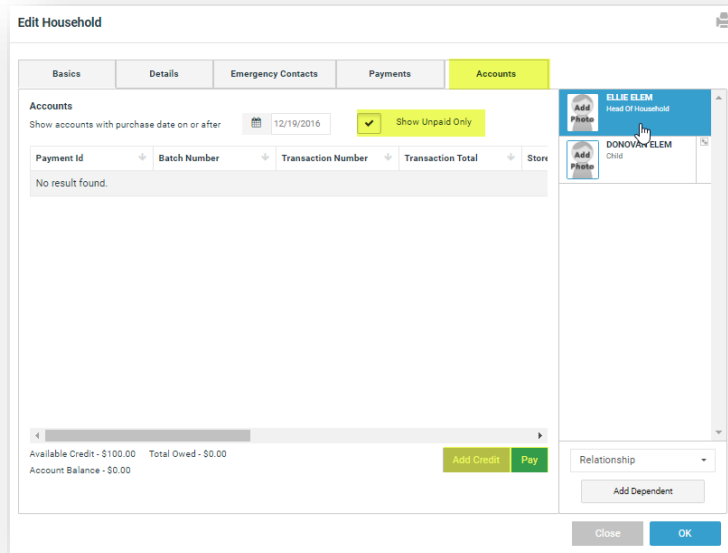 Edit Household
Basics
Details
Emergency Contacts
Payments
Accounts
Accounts
Show accounts with purchase date on or after
12/19/2016
Show Unpaid Only
Payment Id
Batch Number
Transaction Number
Transaction Total
Store
No result found.
Available Credit - $100.00
Total Owed - $0.00
Account Balance - $0.00
Add Credit
Pay
Add
Photo
ELLIE ELEM
Head Of Household
Add
Photo
DONOVAN ELEM
Child
Relationship
Add Dependent
Close
OK